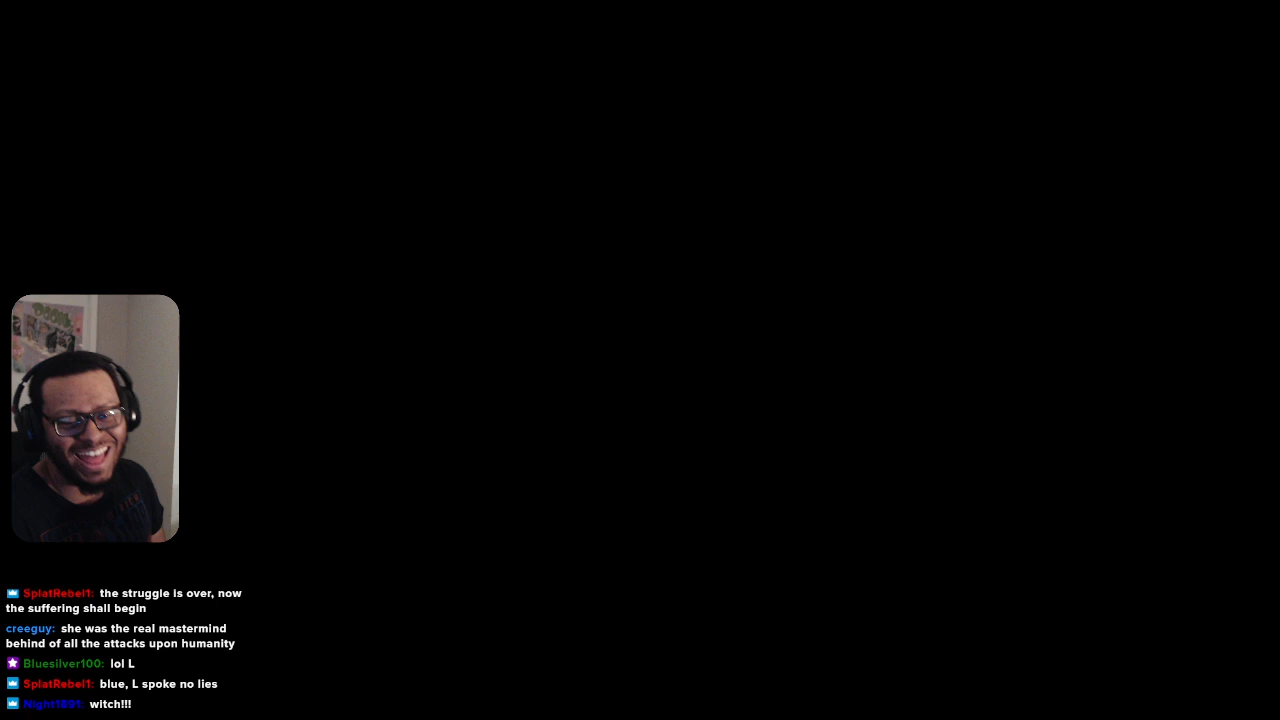 SplatRebel1: the struggle is over, now
the suffering shall begin
creeguy: she was the real mastermind
behind of all the attacks upon humanity
Bluesilver100: lol L
SplatRebel1: blue, L spoke no lies
witch!!!